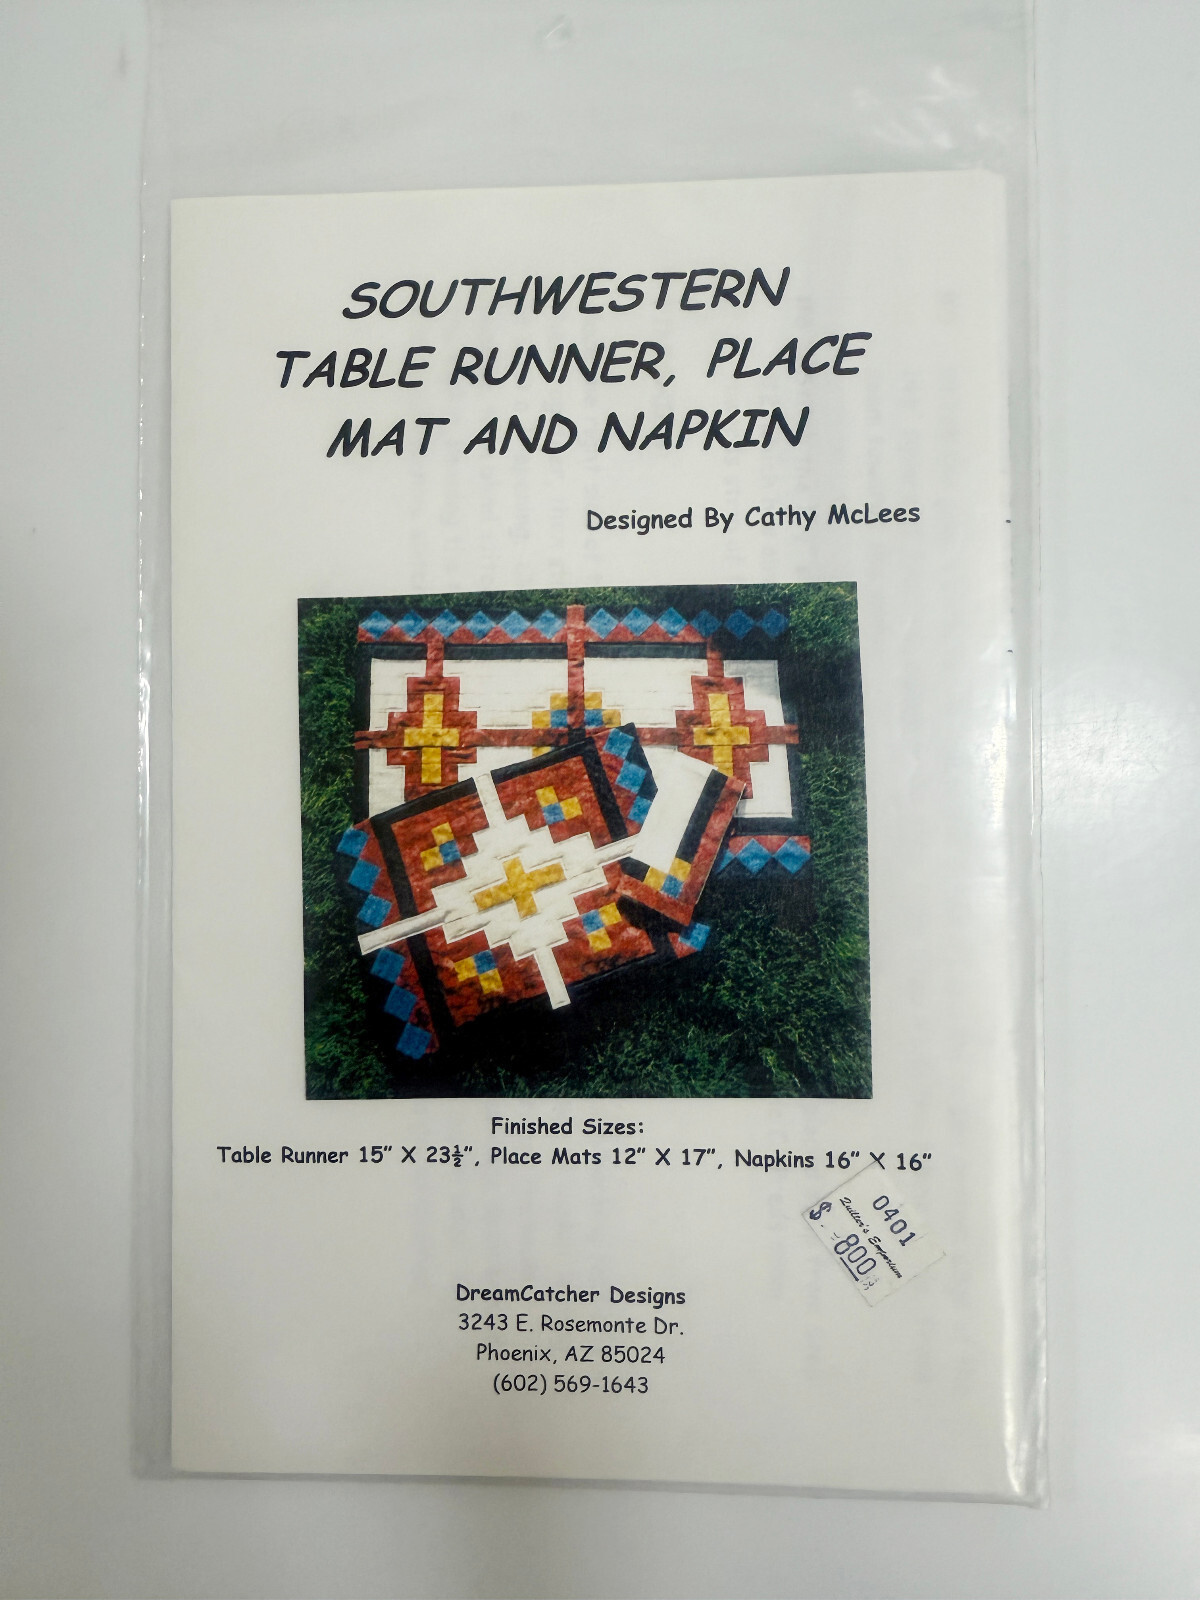 SOUTHWESTERN
TABLE RUNNER, PLACE
MAT AND NAPKIN
Designed By Cathy McLees
Finished Sizes:
Table Runner 15" X 23½", Place Mats 12" X 17", Napkins 16" X 16"
0401
Quilter's Emporium
$ 800
DreamCatcher Designs
3243 E. Rosemonte Dr.
Phoenix, AZ 85024
(602) 569-1643